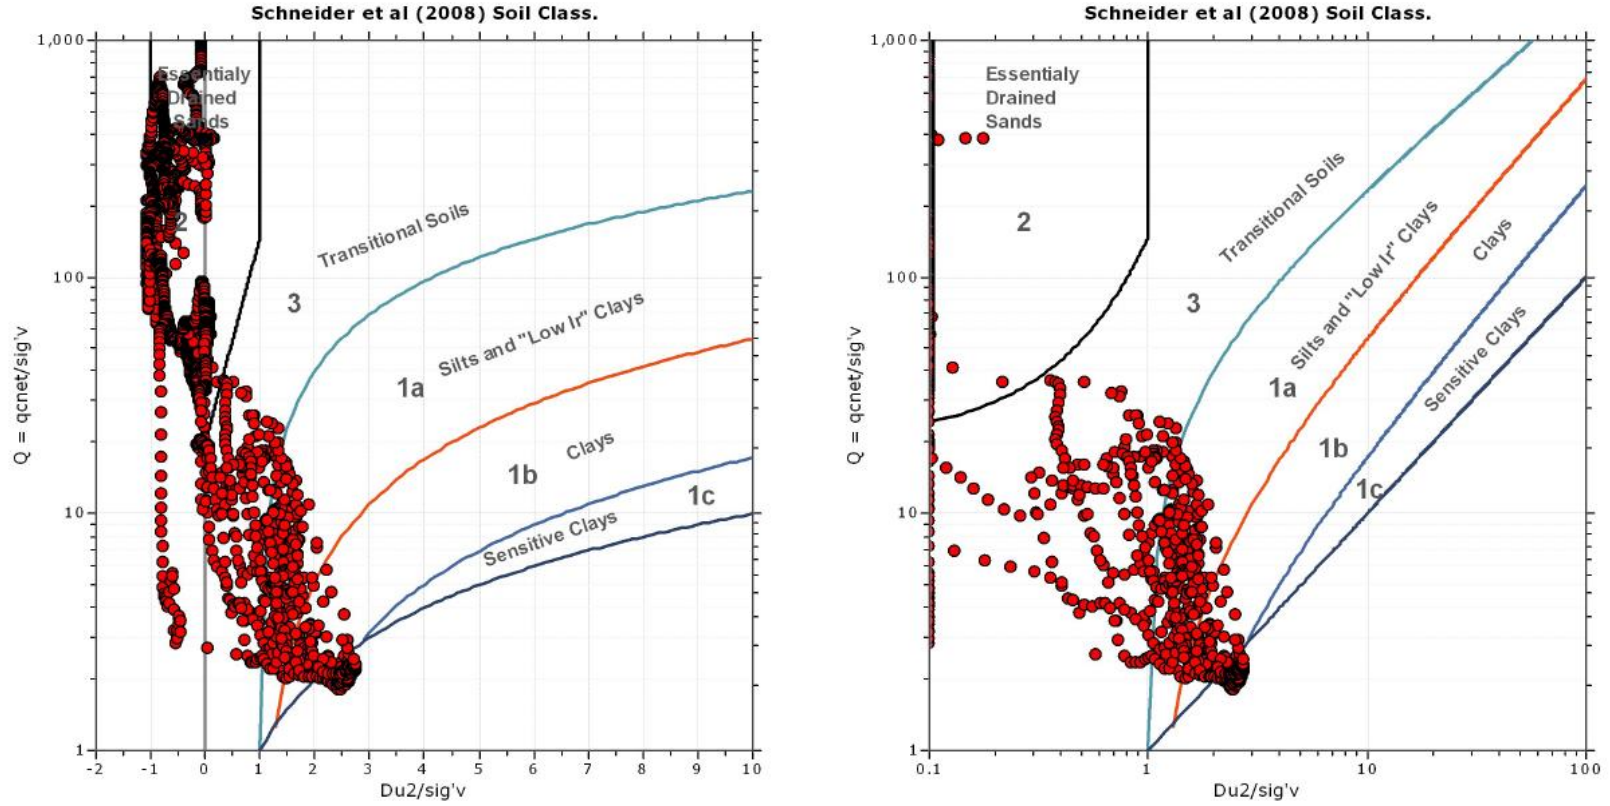 Schneider et al (2008) Soil Class.
1,000
100
10
1
Q = qcnet/sig'v
Essentialy
Drained
Sands
2
Transitional Soils
3
Silts and "Low Ir" Clays
1a
Clays
1b
1c
Sensitive Clays
-2 -1 0 1 2 3 4 5 6 7 8 9 10
Du2/sig'v
Schneider et al (2008) Soil Class.
1,000
100
10
1
Q = qcnet/sig'v
Essentialy
Drained
Sands
2
Transitional Soils
3
Silts and "Low Ir" Clays
Clays
1a
Sensitive Clays
1b
1c
0.1 1 10 100
Du2/sig'v